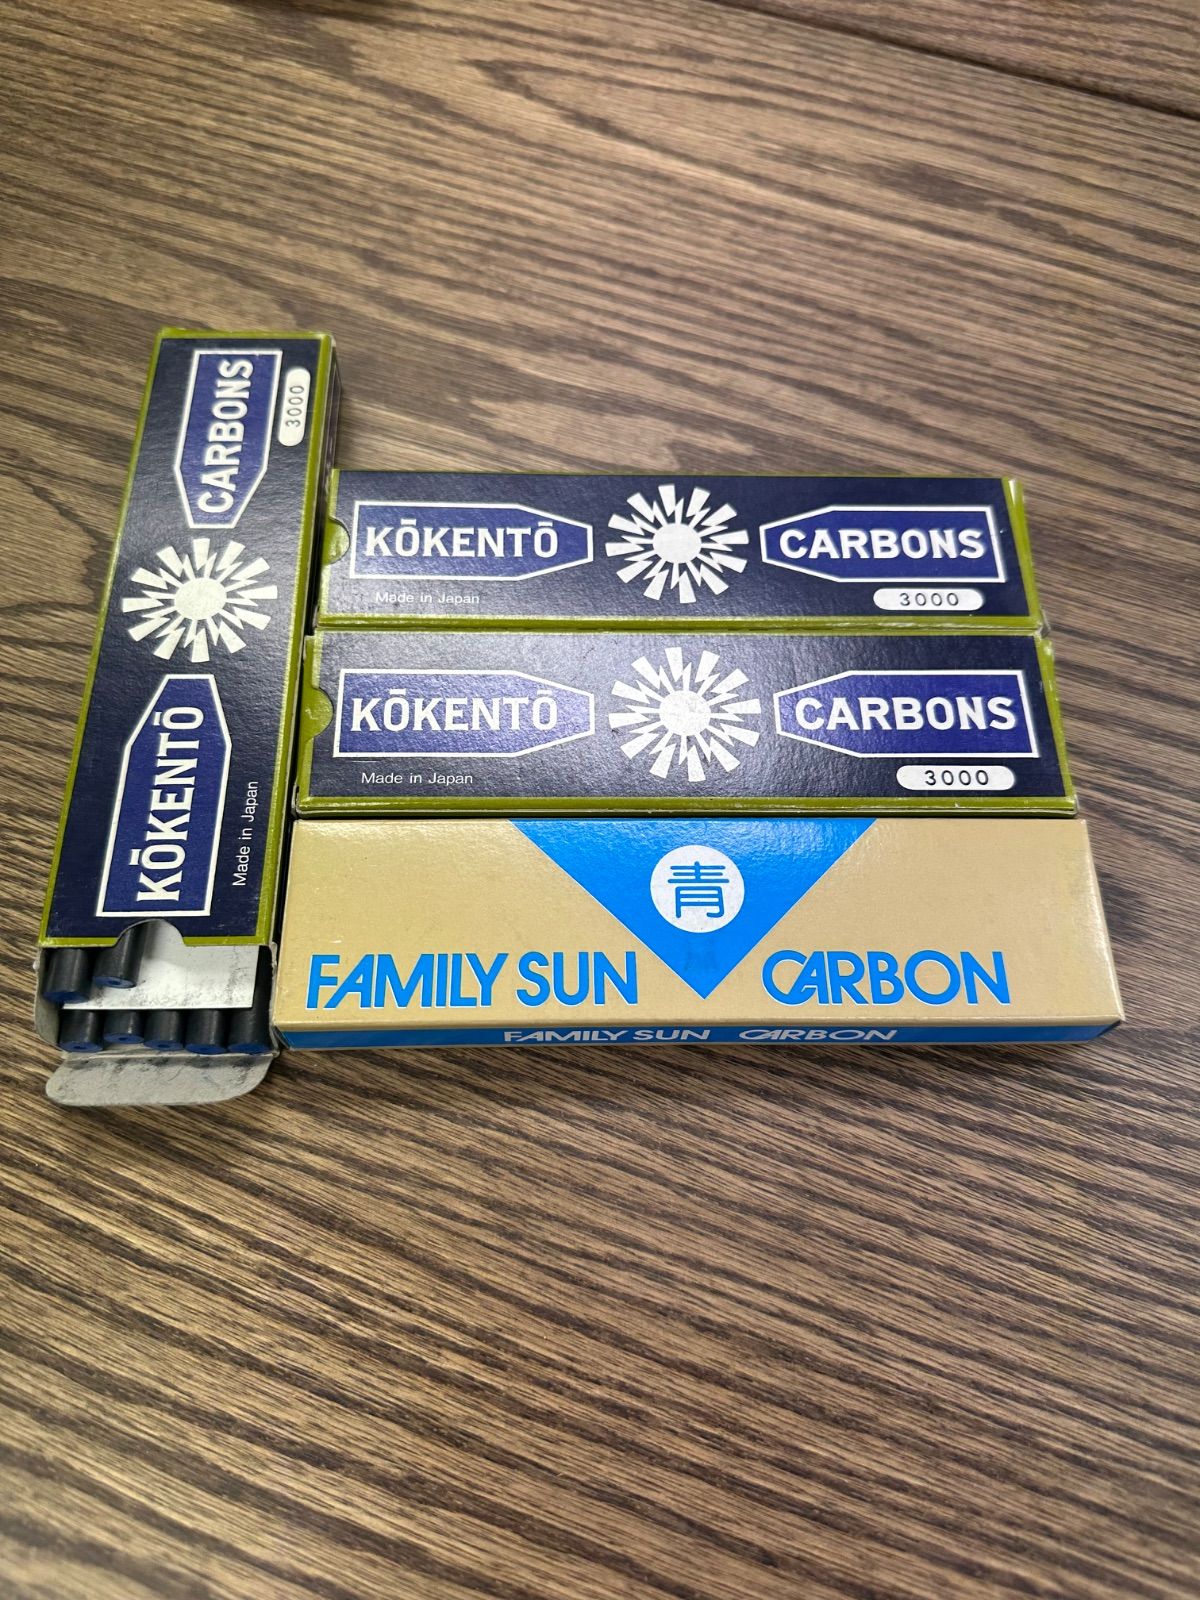 KŌKENTŌ
CARBONS
Made in Japan
3000
KŌKENTŌ
CARBONS
Made in Japan
3000
KŌKENTŌ
CARBONS
Made in Japan
3000
青
FAMILY SUN CARBON
FAMILY SUN CARBON